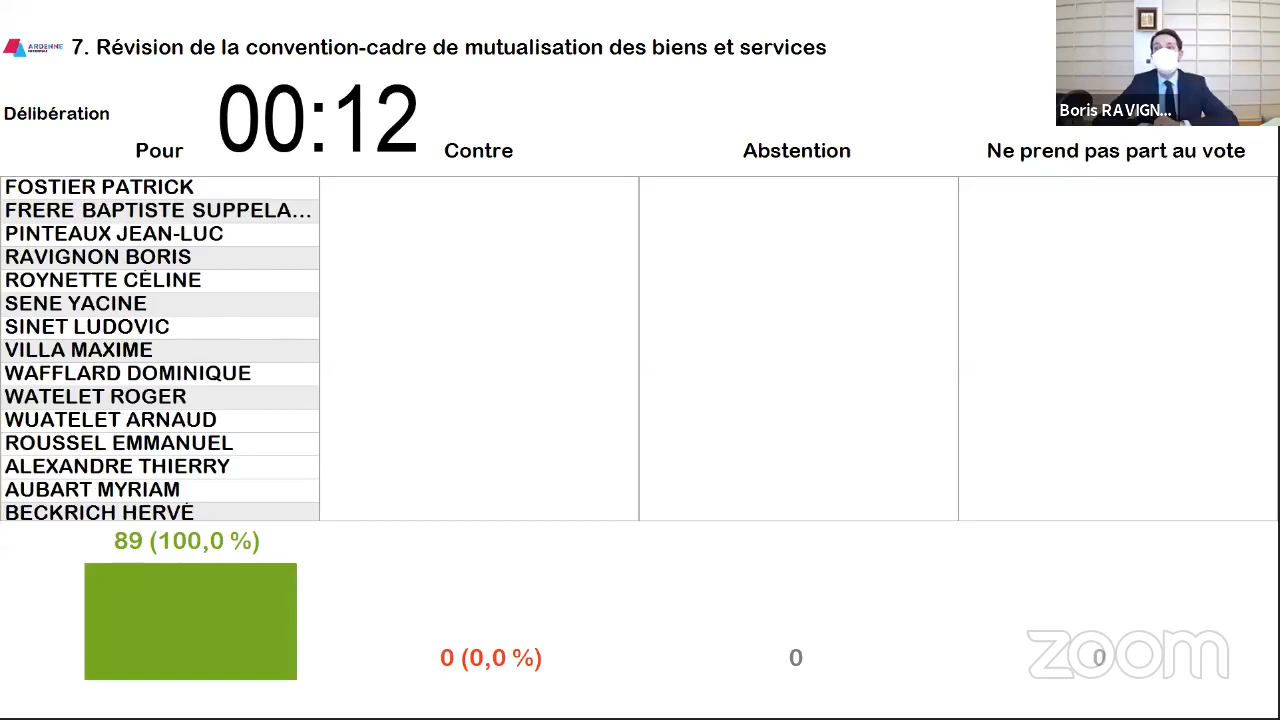 ARDENNE
7. Révision de la convention-cadre de mutualisation des biens et services
Délibération
00:12
Boris RAVIGN...
Pour
Contre
Abstention
Ne prend pas part au vote
FOSTIER PATRICK
FRERE BAPTISTE SUPPELA...
PINTEAUX JEAN-LUC
RAVIGNON BORIS
ROYNETTE CÉLINE
SENE YACINE
SINET LUDOVIC
VILLA MAXIME
WAFFLARD DOMINIQUE
WATELET ROGER
WUATELET ARNAUD
ROUSSEL EMMANUEL
ALEXANDRE THIERRY
AUBART MYRIAM
BECKRICH HERVÉ
89 (100,0 %)
0 (0,0 %)
0
0
zoom